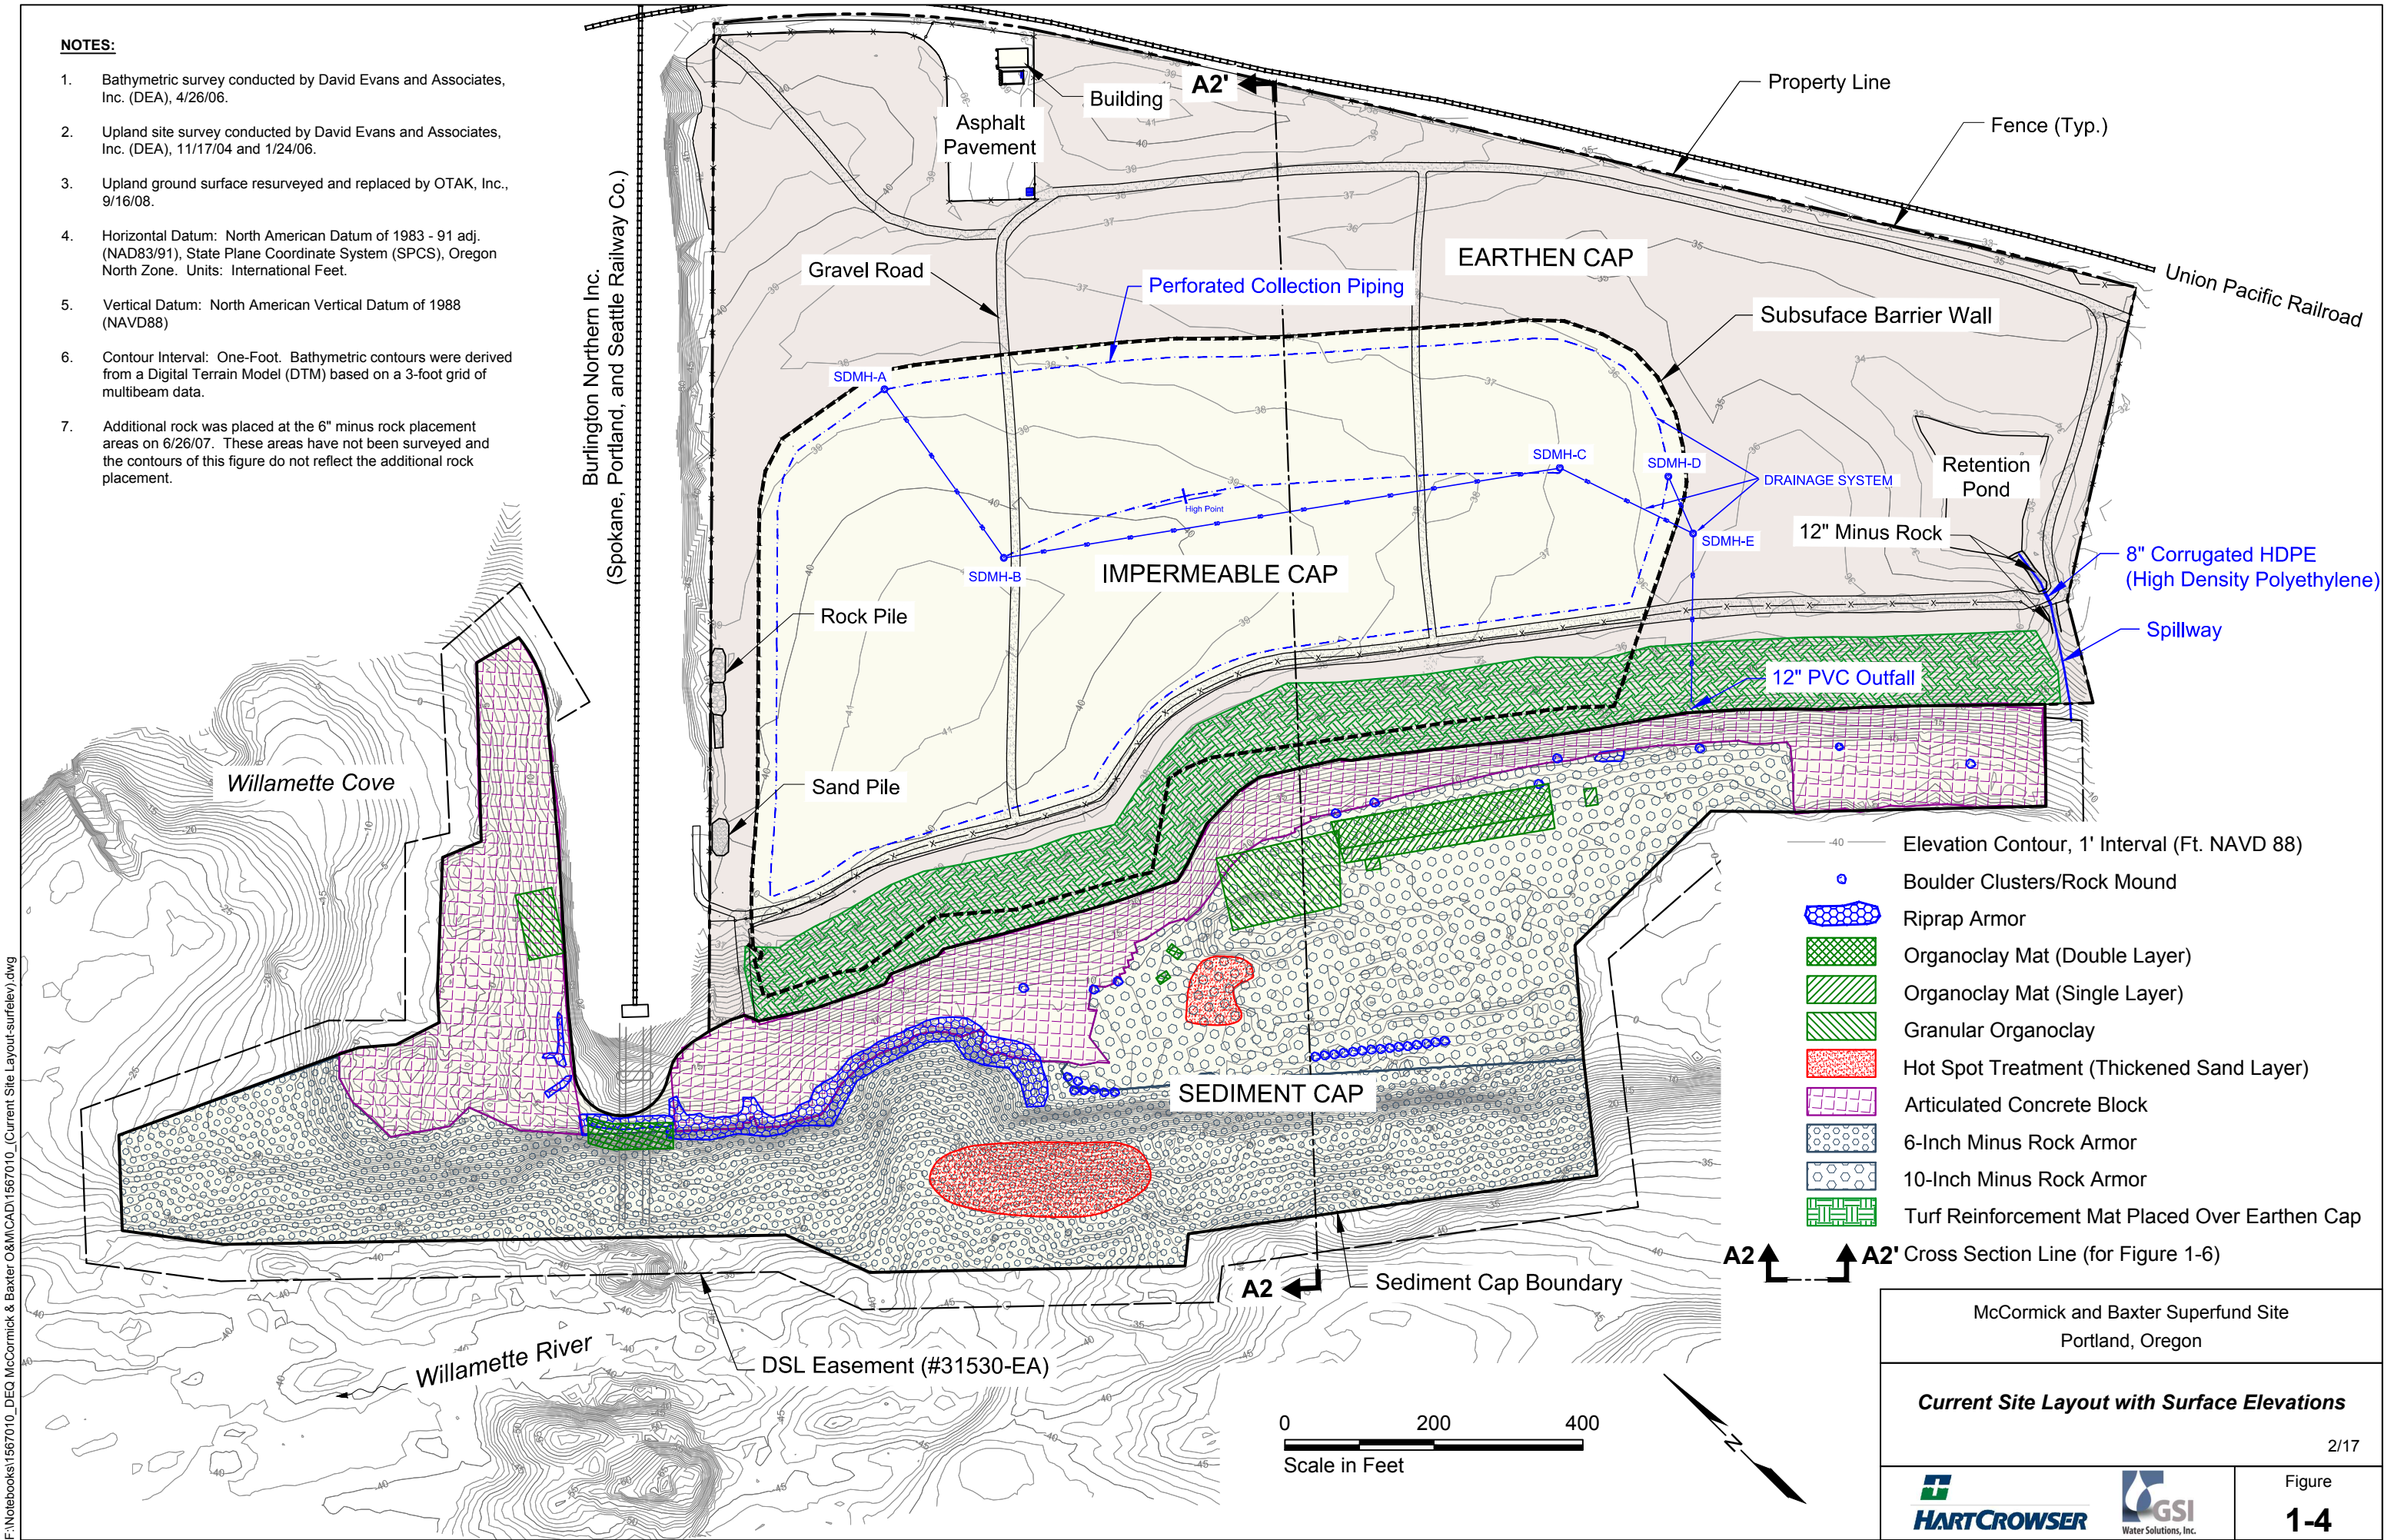 NOTES:
1. Bathymetric survey conducted by David Evans and Associates,
Inc. (DEA), 4/26/06.
2. Upland site survey conducted by David Evans and Associates,
Inc. (DEA), 11/17/04 and 1/24/06.
3. Upland ground surface resurveyed and replaced by OTAK, Inc.,
9/16/08.
4. Horizontal Datum: North American Datum of 1983 - 91 adj.
(NAD83/91), State Plane Coordinate System (SPCS), Oregon
North Zone. Units: International Feet.
5. Vertical Datum: North American Vertical Datum of 1988
(NAVD88)
6. Contour Interval: One-Foot. Bathymetric contours were derived
from a Digital Terrain Model (DTM) based on a 3-foot grid of
multibeam data.
7. Additional rock was placed at the 6" minus rock placement
areas on 6/26/07. These areas have not been surveyed and
the contours of this figure do not reflect the additional rock
placement.
Burlington Northern Inc.
(Spokane, Portland, and Seattle Railway Co.)
Building
A2'
Asphalt
Pavement
Property Line
Fence (Typ.)
Union Pacific Railroad
Gravel Road
EARTHEN CAP
Perforated Collection Piping
Subsuface Barrier Wall
SDMH-A
SDMH-C
SDMH-D
DRAINAGE SYSTEM
Retention
Pond
High Point
SDMH-B
SDMH-E
12" Minus Rock
IMPERMEABLE CAP
8" Corrugated HDPE
(High Density Polyethylene)
Spillway
Rock Pile
12" PVC Outfall
Sand Pile
Willamette Cove
SEDIMENT CAP
A2
Sediment Cap Boundary
DSL Easement (#31530-EA)
Willamette River
-40
Elevation Contour, 1' Interval (Ft. NAVD 88)
Boulder Clusters/Rock Mound
Riprap Armor
Organoclay Mat (Double Layer)
Organoclay Mat (Single Layer)
Granular Organoclay
Hot Spot Treatment (Thickened Sand Layer)
Articulated Concrete Block
6-Inch Minus Rock Armor
10-Inch Minus Rock Armor
Turf Reinforcement Mat Placed Over Earthen Cap
A2 A2' Cross Section Line (for Figure 1-6)
0 200 400
Scale in Feet
N
McCormick and Baxter Superfund Site
Portland, Oregon
Current Site Layout with Surface Elevations
2/17
HARTCROWSER
GSI
Water Solutions, Inc.
Figure
1-4
F:\Notebooks\1567010_DEQ McCormick & Baxter O&M\CAD\1567010_(Current Site Layout-surfelev).dwg